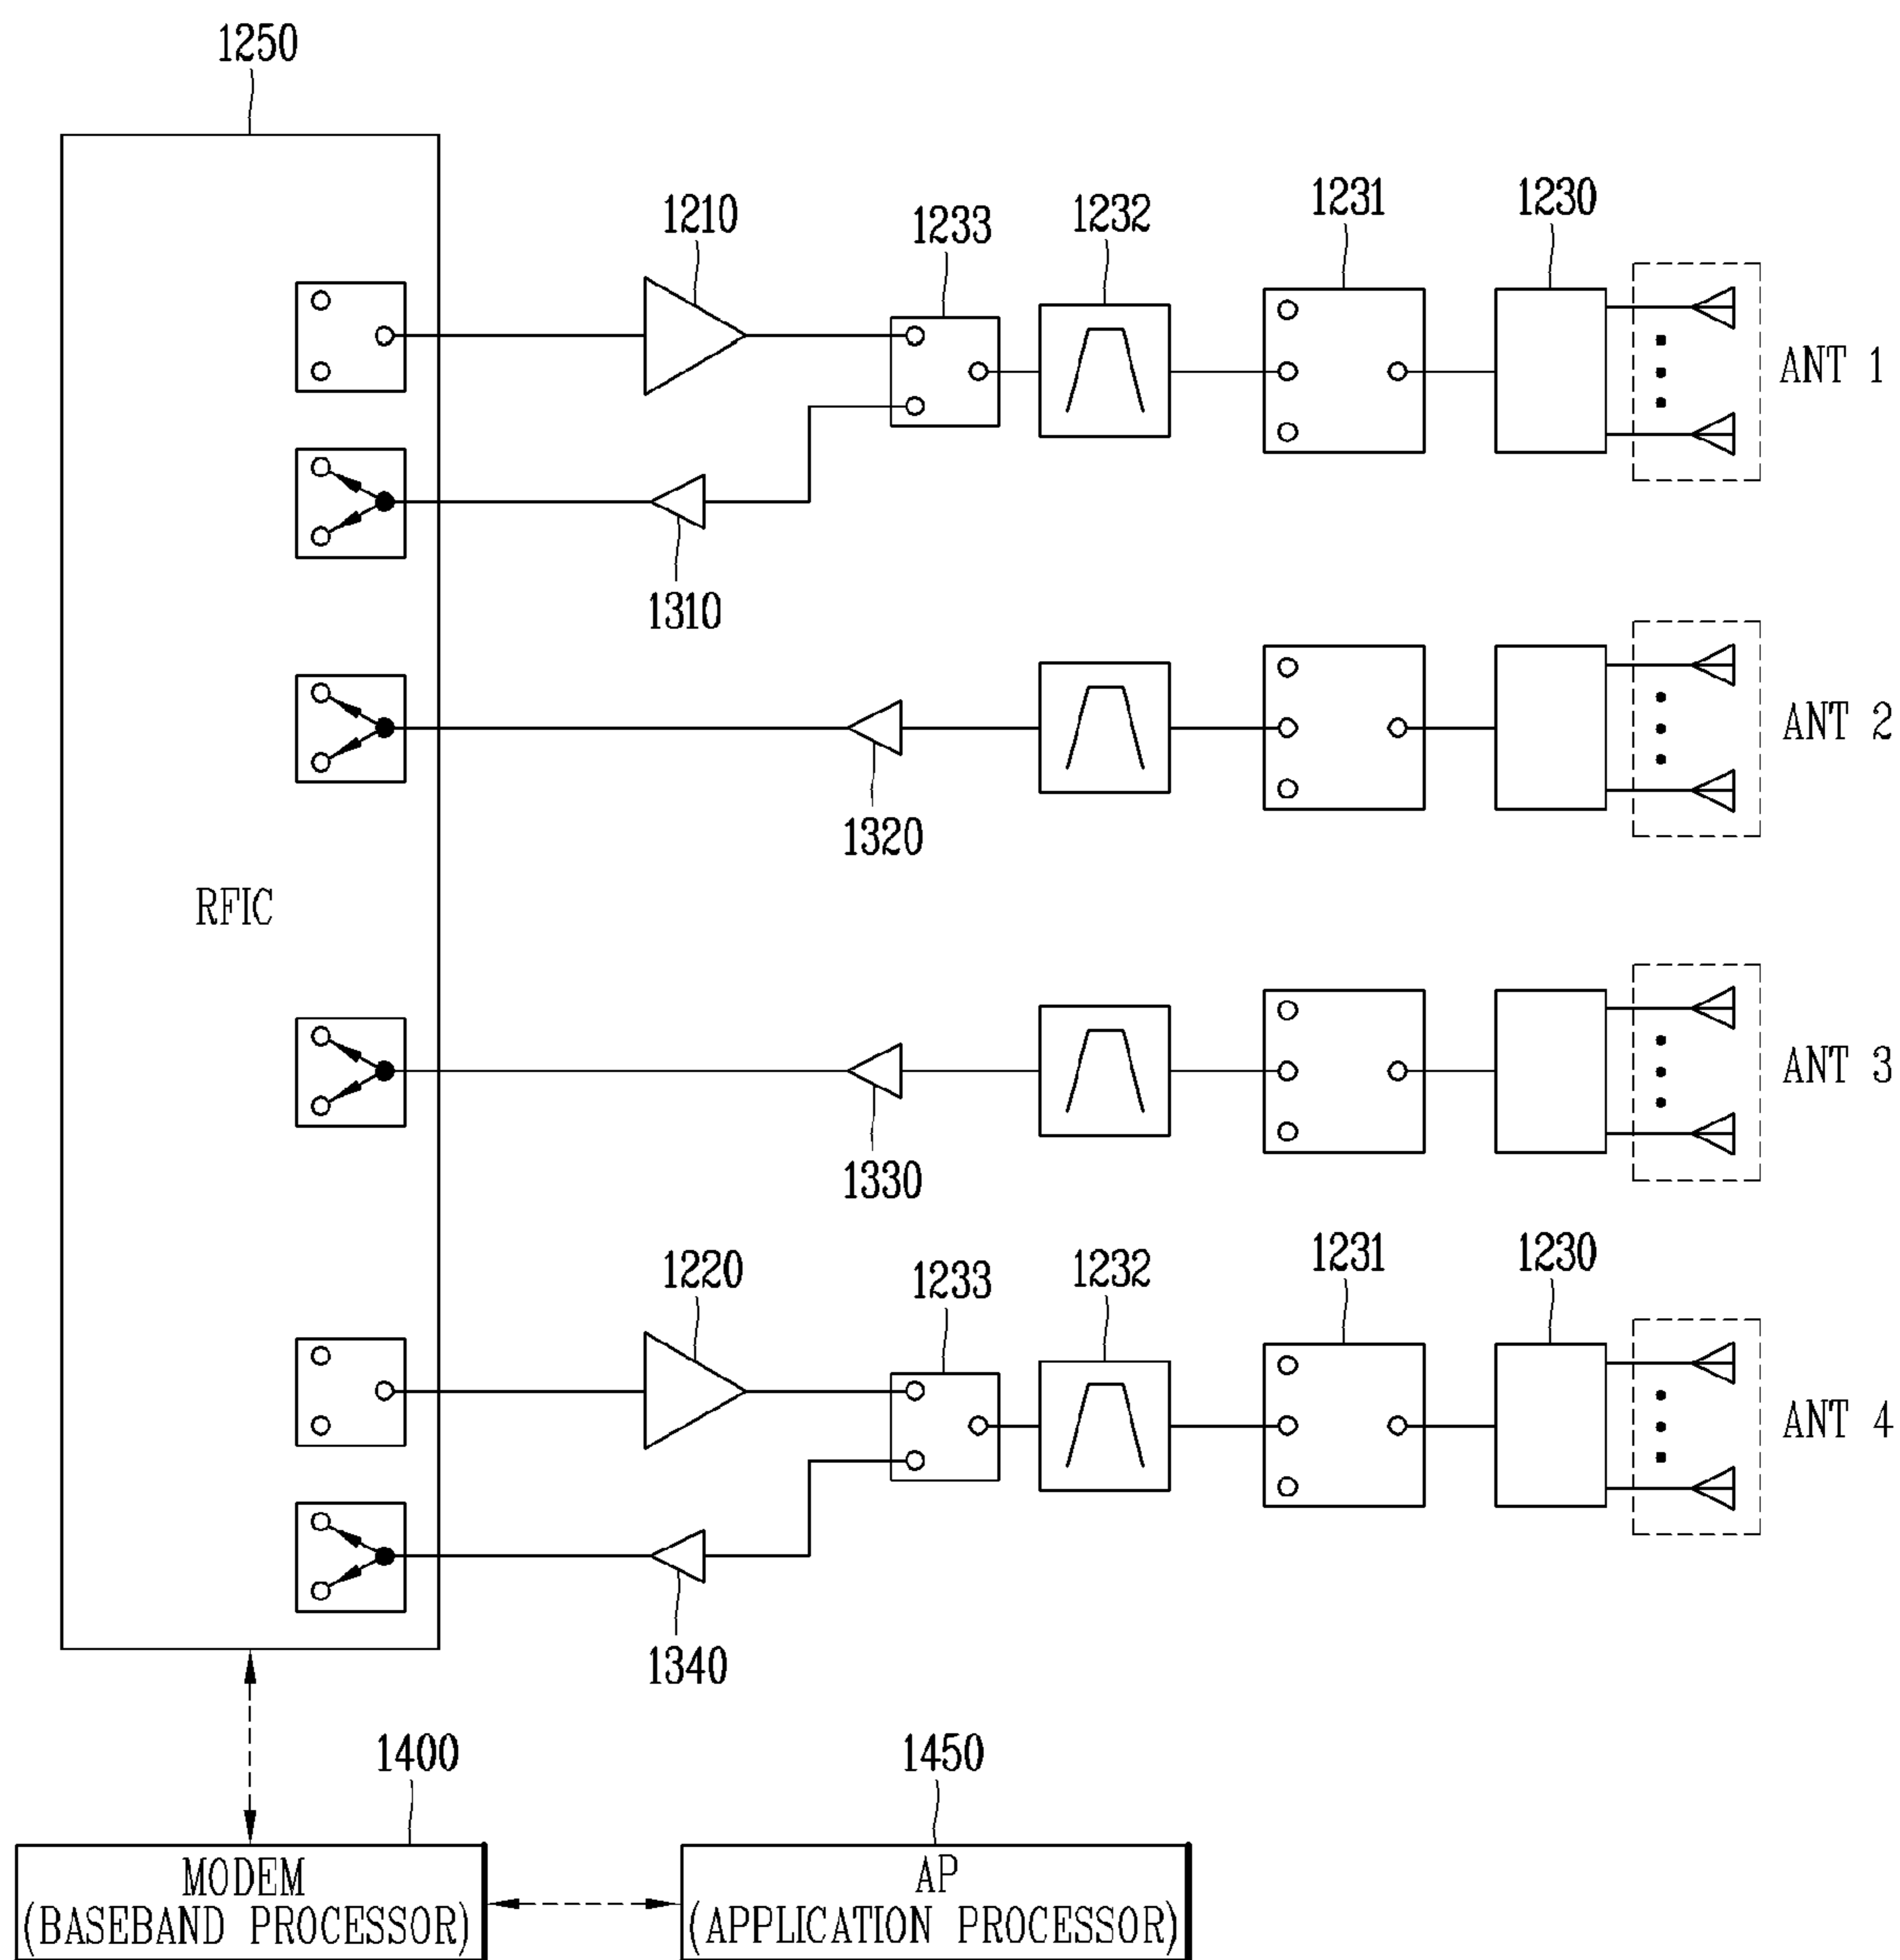 1250
1210
1233
1232
1231
1230
ANT 1
1310
ANT 2
1320
RFIC
ANT 3
1330
1220
1233
1232
1231
1230
ANT 4
1340
1400
1450
MODEM
(BASEBAND PROCESSOR)
AP
(APPLICATION PROCESSOR)